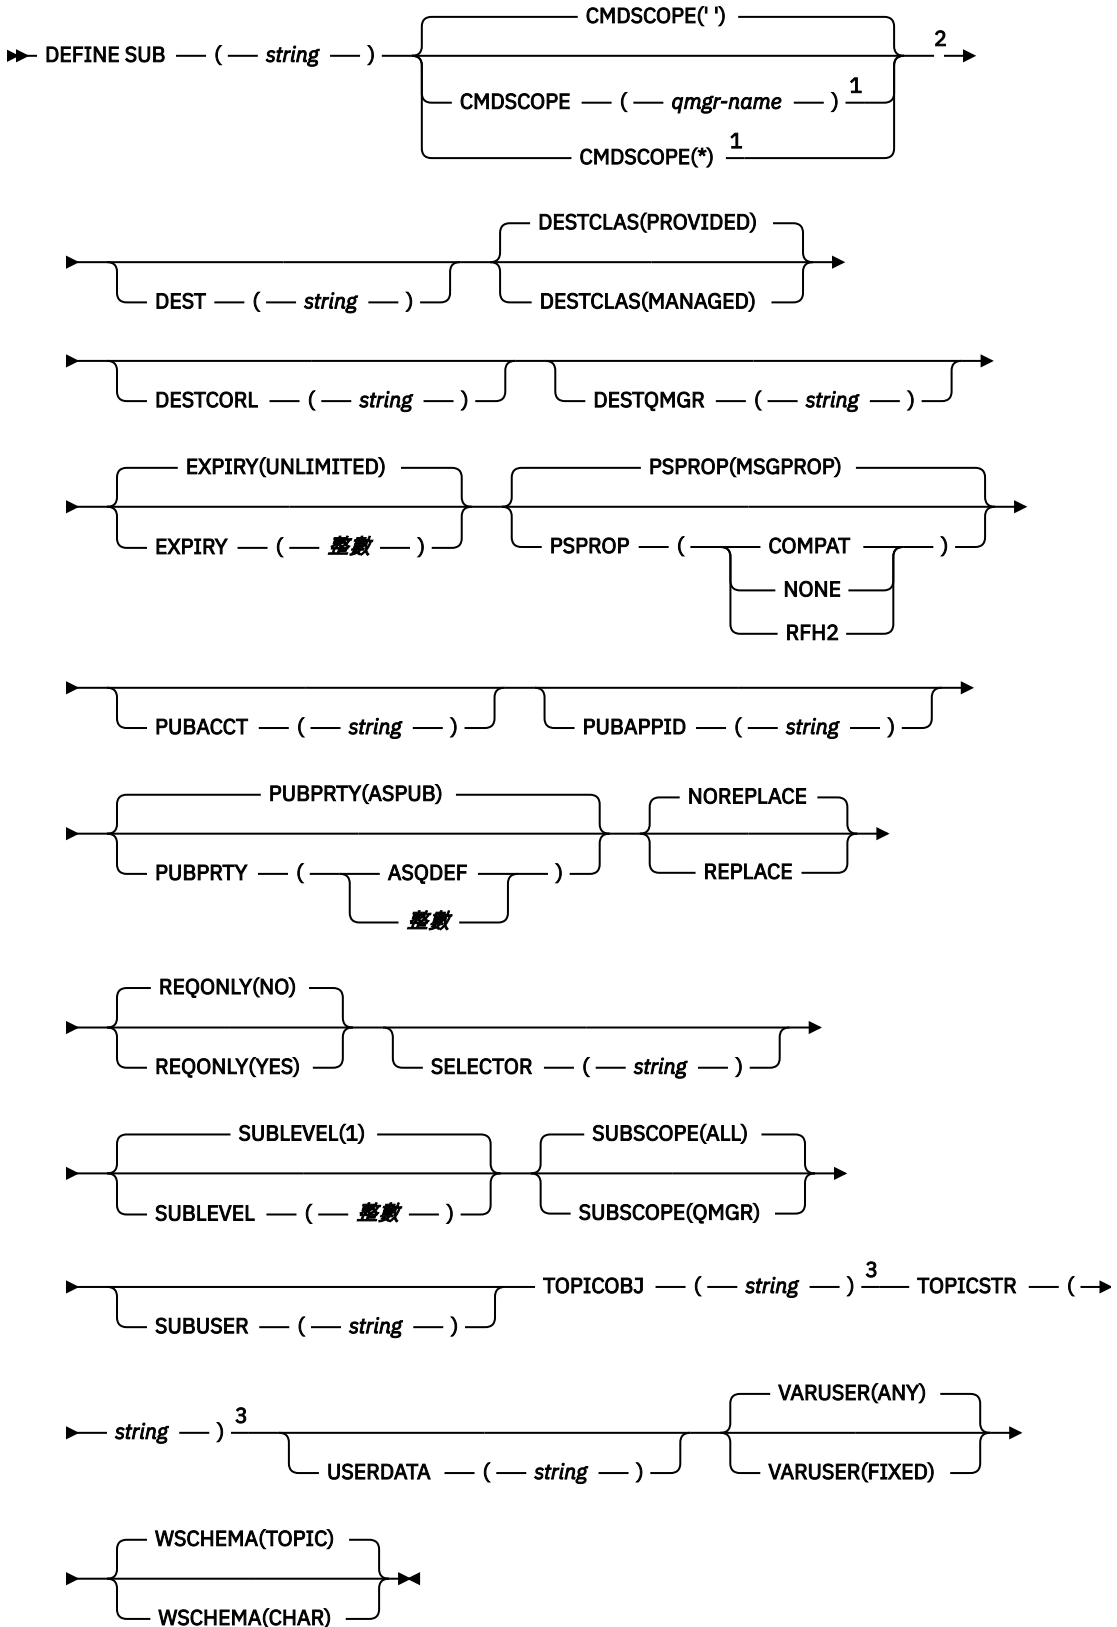 CMDSCOPE(' ')
DEFINE SUB ( string ) 2
CMDSCOPE ( qmgr-name ) 1
CMDSCOPE(*) 1
DESTCLAS(PROVIDED)
DEST ( string ) DESTCLAS(MANAGED)
DESTCORL ( string ) DESTQMGR ( string )
EXPIRY(UNLIMITED) PSPROP(MSGPROP)
EXPIRY ( 整數 ) PSPROP ( COMPAT )
NONE
RFH2
PUBACCT ( string ) PUBAPPID ( string )
PUBPRTY(ASPUB) NOREPLACE
PUBPRTY ( ASQDEF ) REPLACE
整數
REQONLY(NO)
REQONLY(YES) SELECTOR ( string )
SUBLEVEL(1) SUBSCOPE(ALL)
SUBLEVEL ( 整數 ) SUBSCOPE(QMGR)
TOPICOBJ ( string ) 3 TOPICSTR (
SUBUSER ( string )
VARUSER(ANY)
string ) 3
USERDATA ( string ) VARUSER(FIXED)
WSCHEMA(TOPIC)
WSCHEMA(CHAR)